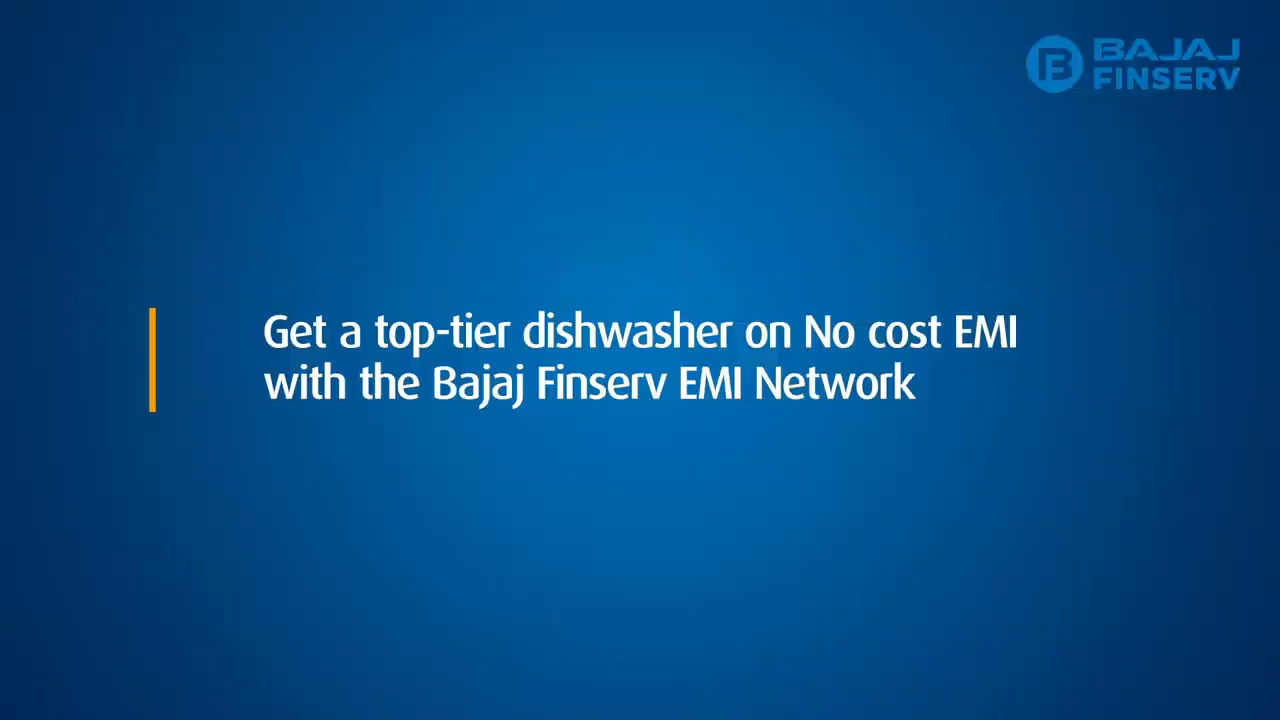 BAJAJ
FINSERV
Get a top-tier dishwasher on No cost EMI
with the Bajaj Finserv EMI Network